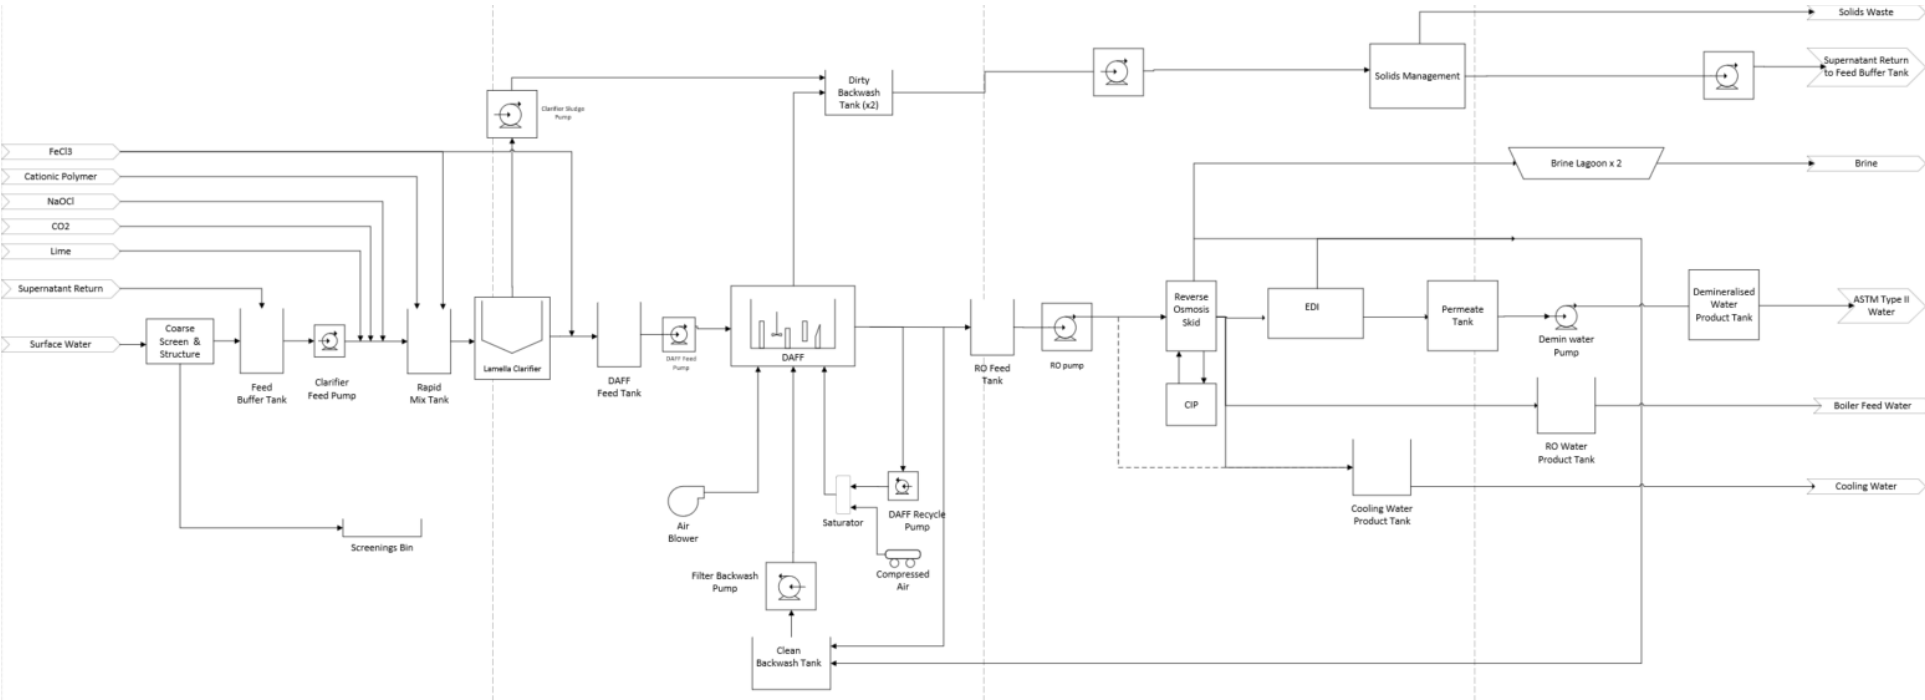 Solids Waste
Supernatant Return
to Feed Buffer Tank
Dirty
Backwash
Tank (x2)
Solids Management
Clarifier Sludge
Pump
FeCl3
Cationic Polymer
NaOCl
CO2
Lime
Supernatant Return
Surface Water
Brine Lagoon x 2
Brine
Coarse
Screen &
Structure
Feed
Buffer Tank
Clarifier
Feed Pump
Rapid
Mix Tank
Lamella Clarifier
DAFF
Feed Tank
DAFF Feed
Pump
DAFF
RO Feed
Tank
RO pump
Reverse
Osmosis
Skid
CIP
EDI
Permeate
Tank
Demin water
Pump
Demineralised
Water
Product Tank
ASTM Type II
Water
Boiler Feed Water
RO Water
Product Tank
Cooling Water
Cooling Water
Product Tank
Screenings Bin
Air
Blower
Saturator
DAFF Recycle
Pump
Compressed
Air
Filter Backwash
Pump
Clean
Backwash Tank